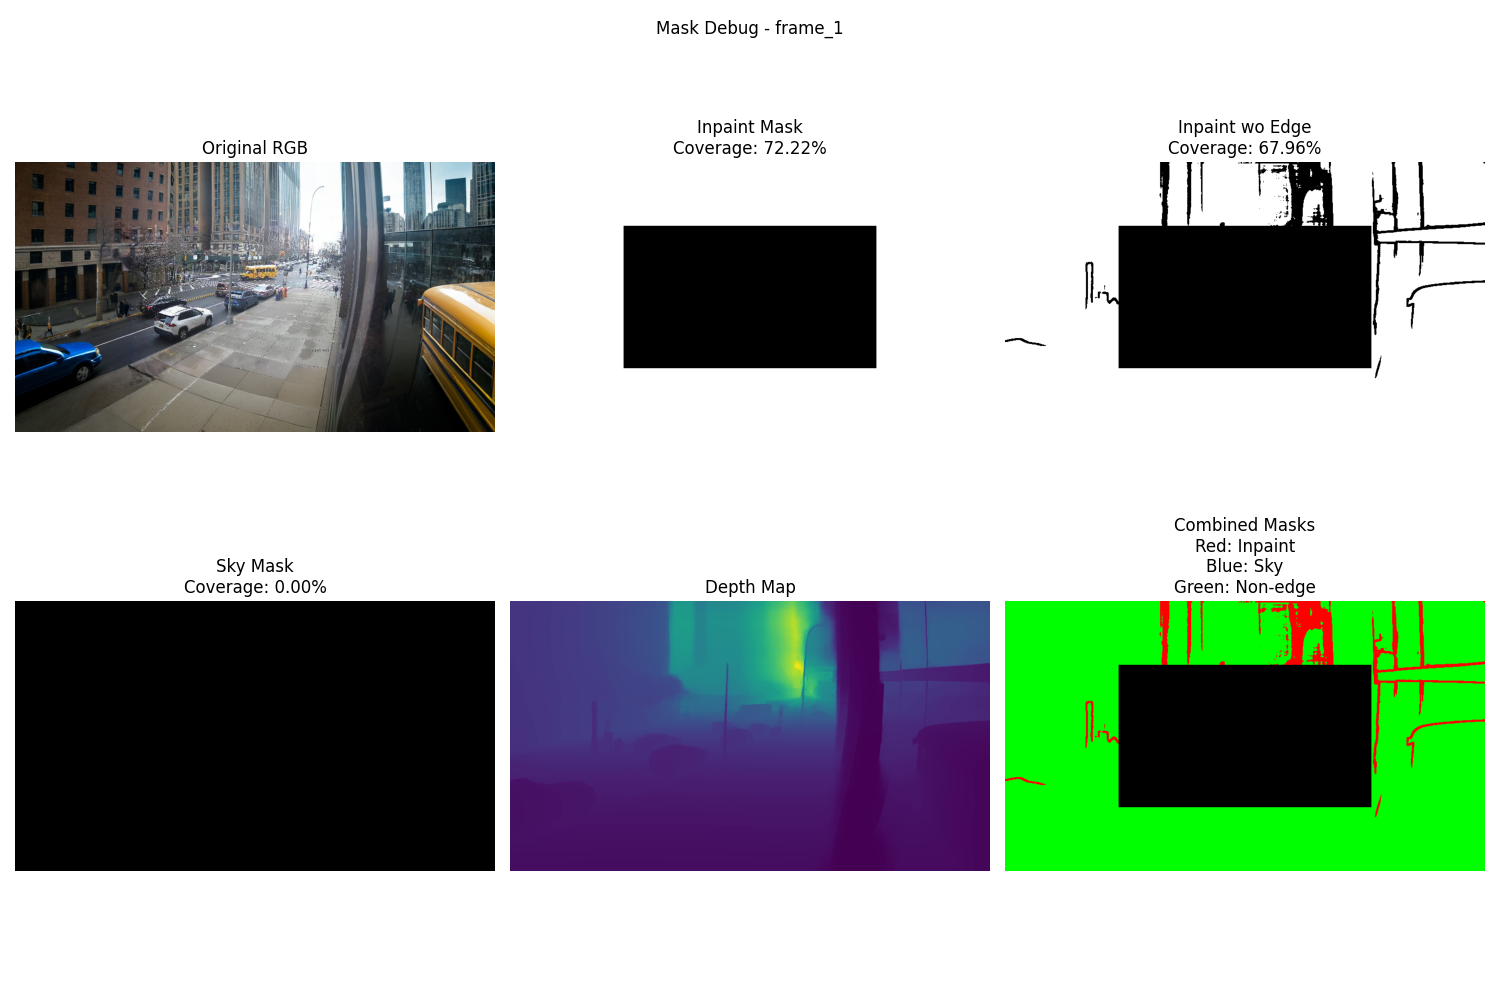 Mask Debug - frame_1
Original RGB
Inpaint Mask
Coverage: 72.22%
Inpaint wo Edge
Coverage: 67.96%
Sky Mask
Coverage: 0.00%
Depth Map
Combined Masks
Red: Inpaint
Blue: Sky
Green: Non-edge